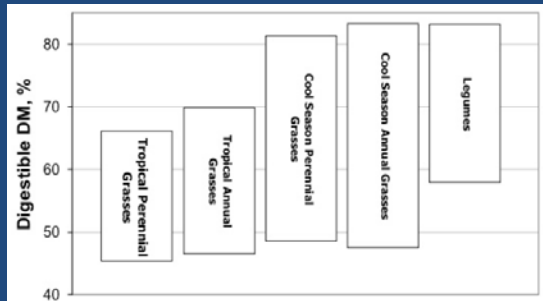 Digestible DM, %
80
70
60
50
40
Tropical Perennial
Grasses
Tropical Annual
Grasses
Cool Season Perennial
Grasses
Cool Season Annual Grasses
Legumes